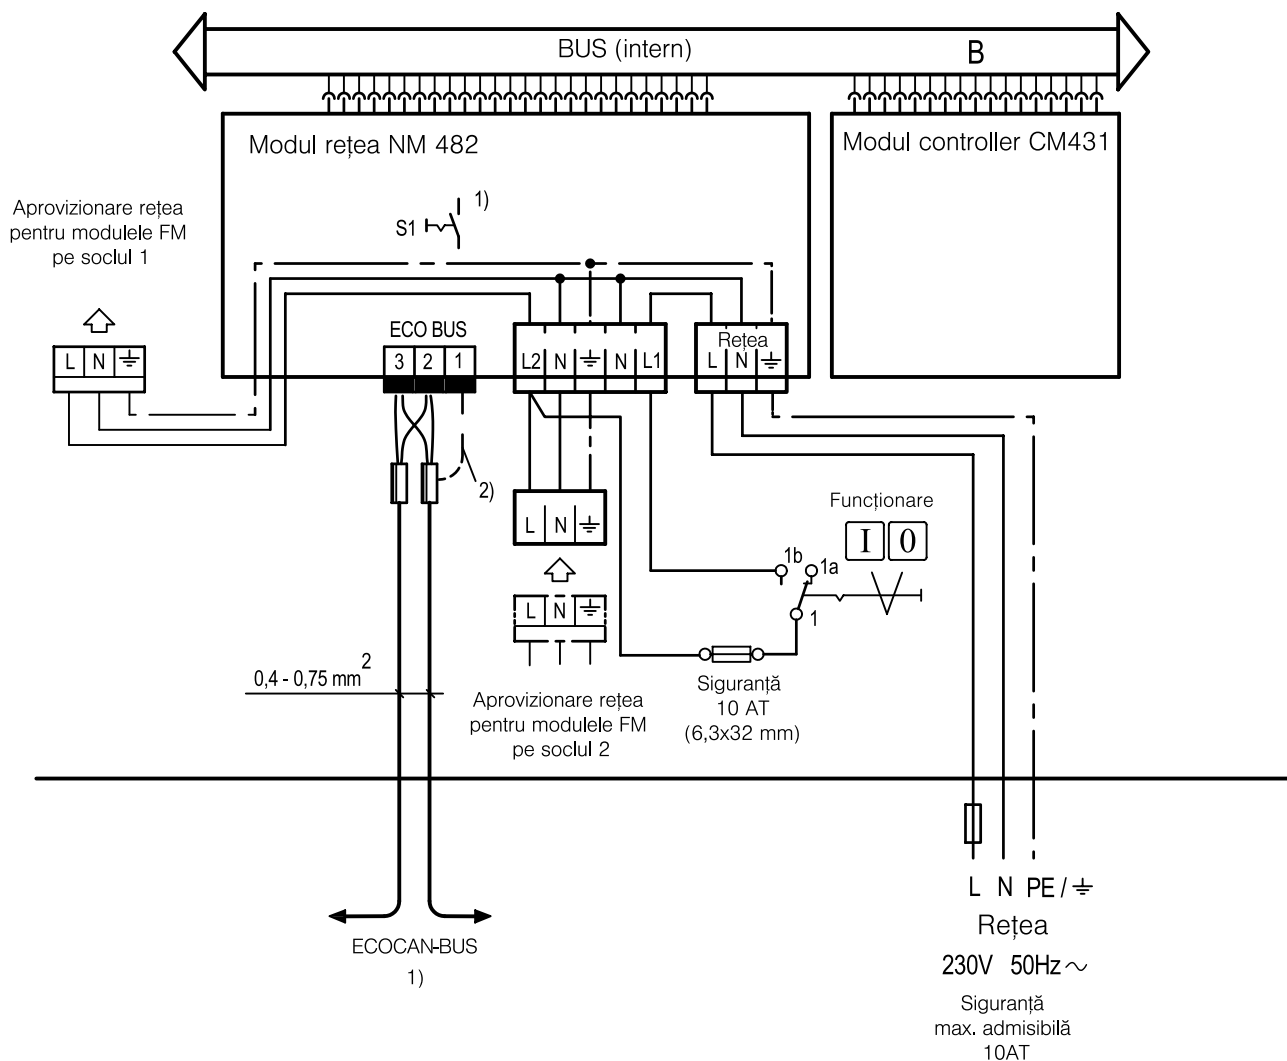 BUS (intern)
B
Modul rețea NM 482
Modul controller CM431
Aprovizionare rețea
pentru modulele FM
pe soclul 1
S1
1)
ECO BUS
Rețea
L N
3 2 1
L2 N N L1
L N
2)
L N
Funcționare
I 0
1b
1a
1
L N
0,4 - 0,75 mm²
Aprovizionare rețea
pentru modulele FM
pe soclul 2
Siguranță
10 AT
(6,3x32 mm)
L N PE /
Rețea
230V 50Hz ~
Siguranță
max. admisibilă
10AT
ECOCAN-BUS
1)